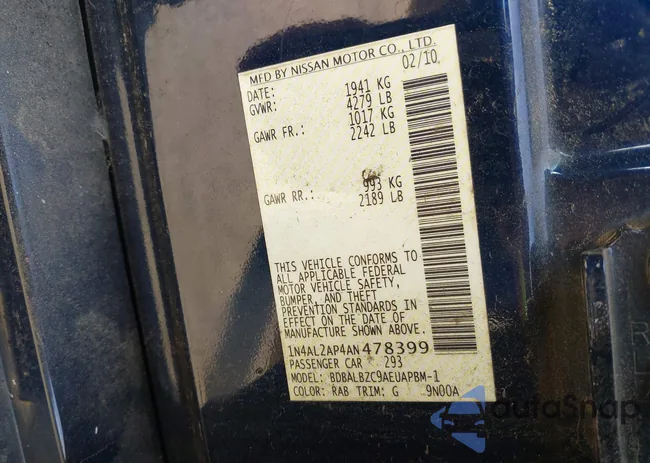 MFD BY NISSAN MOTOR CO., LTD.
DATE: 02/10
GVWR: 1941 KG
4279 LB
GAWR FR.: 1017 KG
2242 LB
GAWR RR.: 993 KG
2189 LB
THIS VEHICLE CONFORMS TO
ALL APPLICABLE FEDERAL
MOTOR VEHICLE SAFETY,
BUMPER, AND THEFT
PREVENTION STANDARDS IN
EFFECT ON THE DATE OF
MANUFACTURE SHOWN ABOVE.
1N4AL2AP4AN478399
PASSENGER CAR 293
MODEL: BDBALBZC9AEUAPBM-1
COLOR: RAB TRIM: G 9N00A
autoSnap